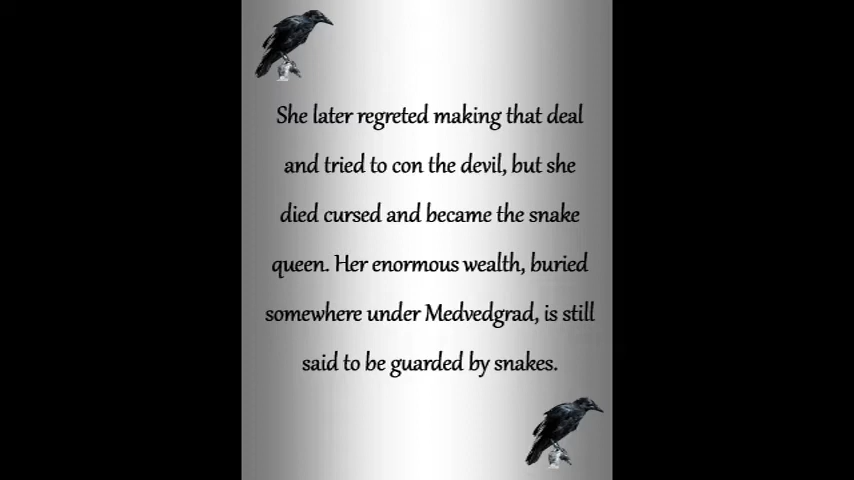 She later regreted making that deal
and tried to con the devil, but she
died cursed and became the snake
queen. Her enormous wealth, buried
somewhere under Medvedgrad, is still
said to be guarded by snakes.